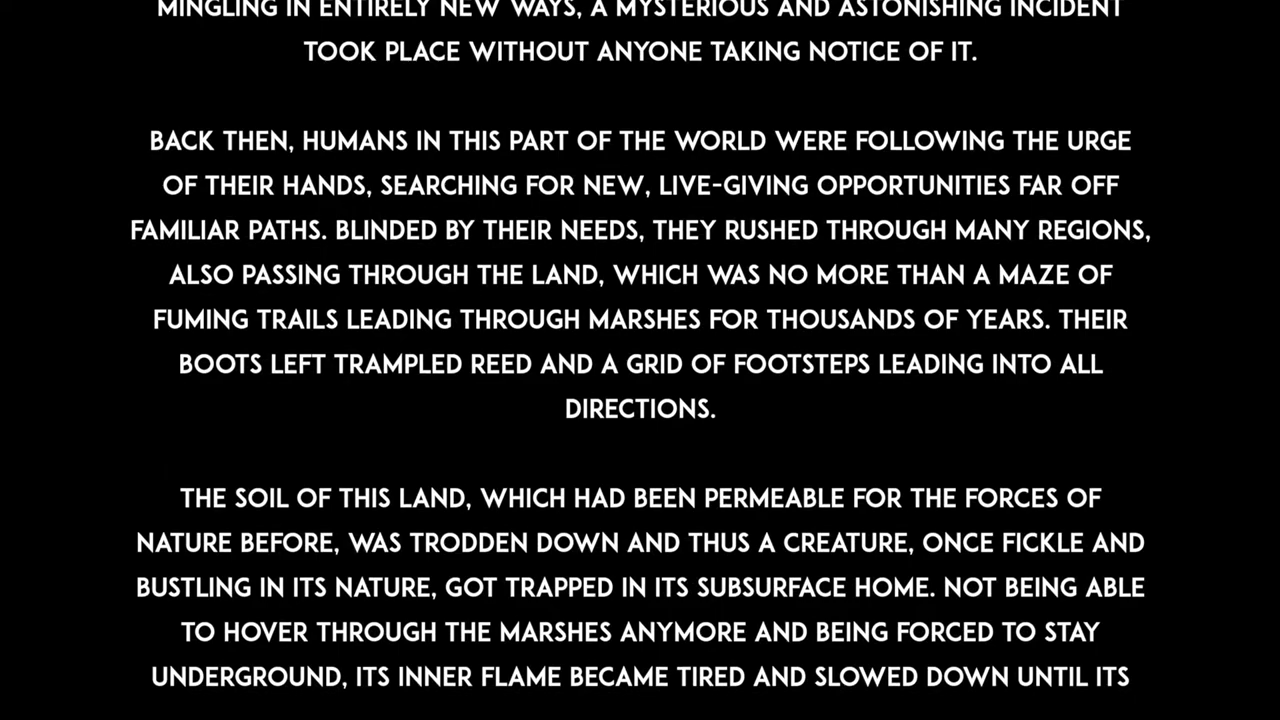 MINGLING IN ENTIRELY NEW WAYS, A MYSTERIOUS AND ASTONISHING INCIDENT
TOOK PLACE WITHOUT ANYONE TAKING NOTICE OF IT.
BACK THEN, HUMANS IN THIS PART OF THE WORLD WERE FOLLOWING THE URGE
OF THEIR HANDS, SEARCHING FOR NEW, LIVE-GIVING OPPORTUNITIES FAR OFF
FAMILIAR PATHS. BLINDED BY THEIR NEEDS, THEY RUSHED THROUGH MANY REGIONS,
ALSO PASSING THROUGH THE LAND, WHICH WAS NO MORE THAN A MAZE OF
FUMING TRAILS LEADING THROUGH MARSHES FOR THOUSANDS OF YEARS. THEIR
BOOTS LEFT TRAMPLED REED AND A GRID OF FOOTSTEPS LEADING INTO ALL
DIRECTIONS.
THE SOIL OF THIS LAND, WHICH HAD BEEN PERMEABLE FOR THE FORCES OF
NATURE BEFORE, WAS TRODDEN DOWN AND THUS A CREATURE, ONCE FICKLE AND
BUSTLING IN ITS NATURE, GOT TRAPPED IN ITS SUBSURFACE HOME. NOT BEING ABLE
TO HOVER THROUGH THE MARSHES ANYMORE AND BEING FORCED TO STAY
UNDERGROUND, ITS INNER FLAME BECAME TIRED AND SLOWED DOWN UNTIL ITS